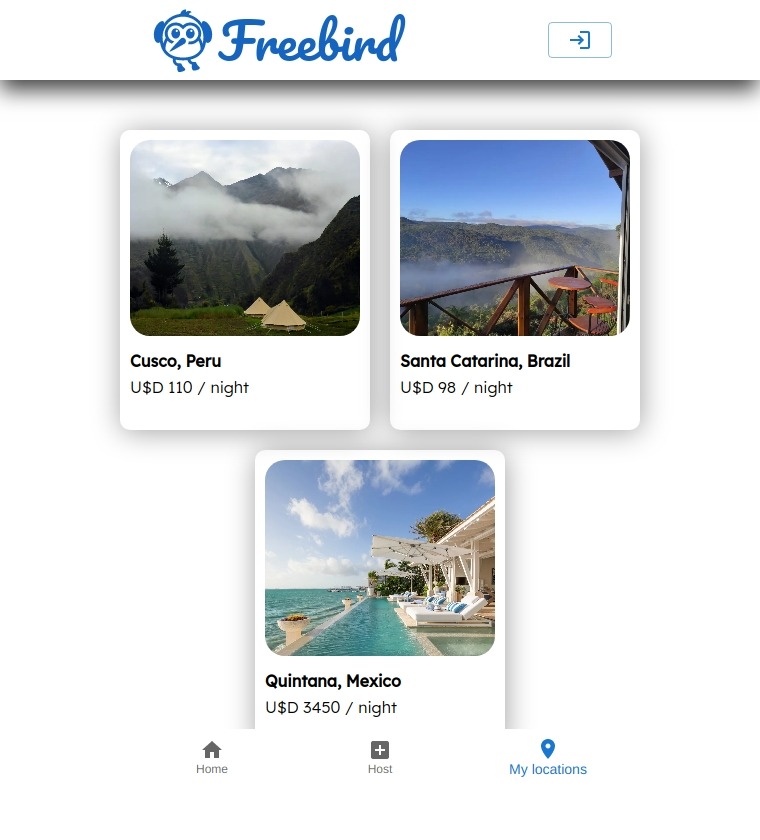 Freebird
Cusco, Peru
U$D 110 / night
Santa Catarina, Brazil
U$D 98 / night
Quintana, Mexico
U$D 3450 / night
Home
Host
My locations